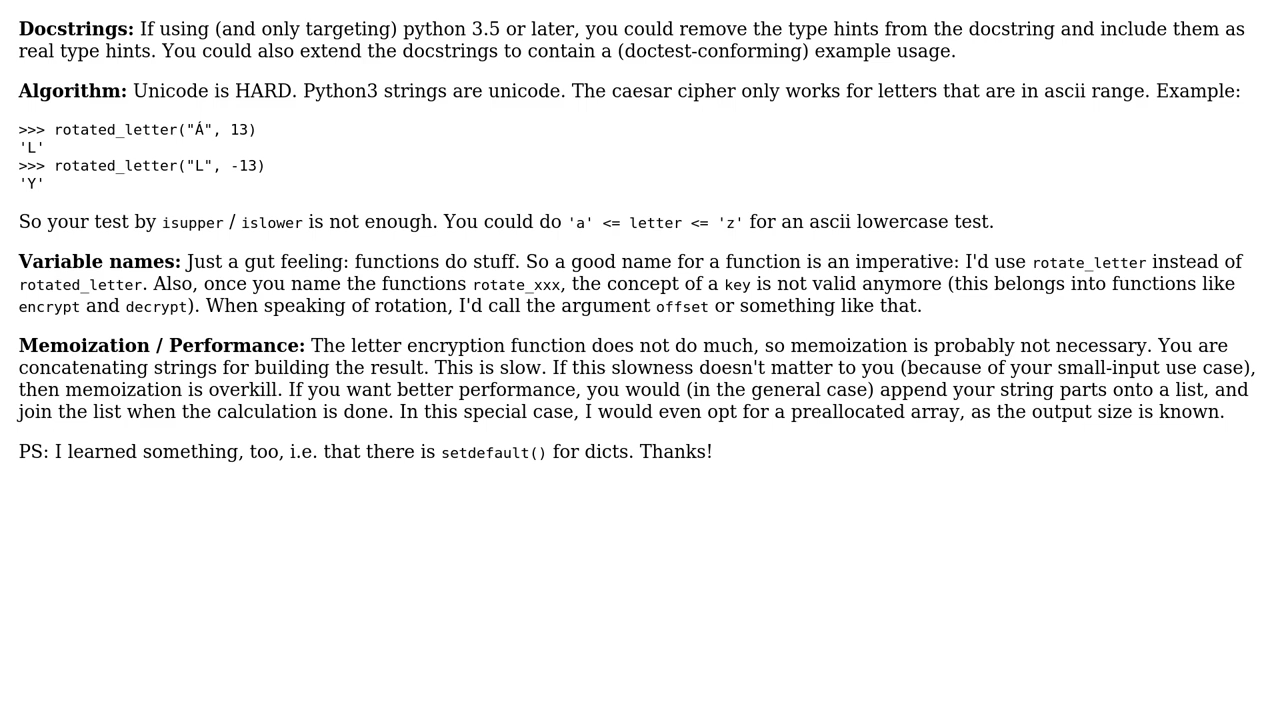 Docstrings: If using (and only targeting) python 3.5 or later, you could remove the type hints from the docstring and include them as
real type hints. You could also extend the docstrings to contain a (doctest-conforming) example usage.
Algorithm: Unicode is HARD. Python3 strings are unicode. The caesar cipher only works for letters that are in ascii range. Example:
>>> rotated_letter("Á", 13)
'L'
>>> rotated_letter("L", -13)
'Y'
So your test by isupper / islower is not enough. You could do 'a' <= letter <= 'z' for an ascii lowercase test.
Variable names: Just a gut feeling: functions do stuff. So a good name for a function is an imperative: I'd use rotate_letter instead of
rotated_letter. Also, once you name the functions rotate_xxx, the concept of a key is not valid anymore (this belongs into functions like
encrypt and decrypt). When speaking of rotation, I'd call the argument offset or something like that.
Memoization / Performance: The letter encryption function does not do much, so memoization is probably not necessary. You are
concatenating strings for building the result. This is slow. If this slowness doesn't matter to you (because of your small-input use case),
then memoization is overkill. If you want better performance, you would (in the general case) append your string parts onto a list, and
join the list when the calculation is done. In this special case, I would even opt for a preallocated array, as the output size is known.
PS: I learned something, too, i.e. that there is setdefault() for dicts. Thanks!